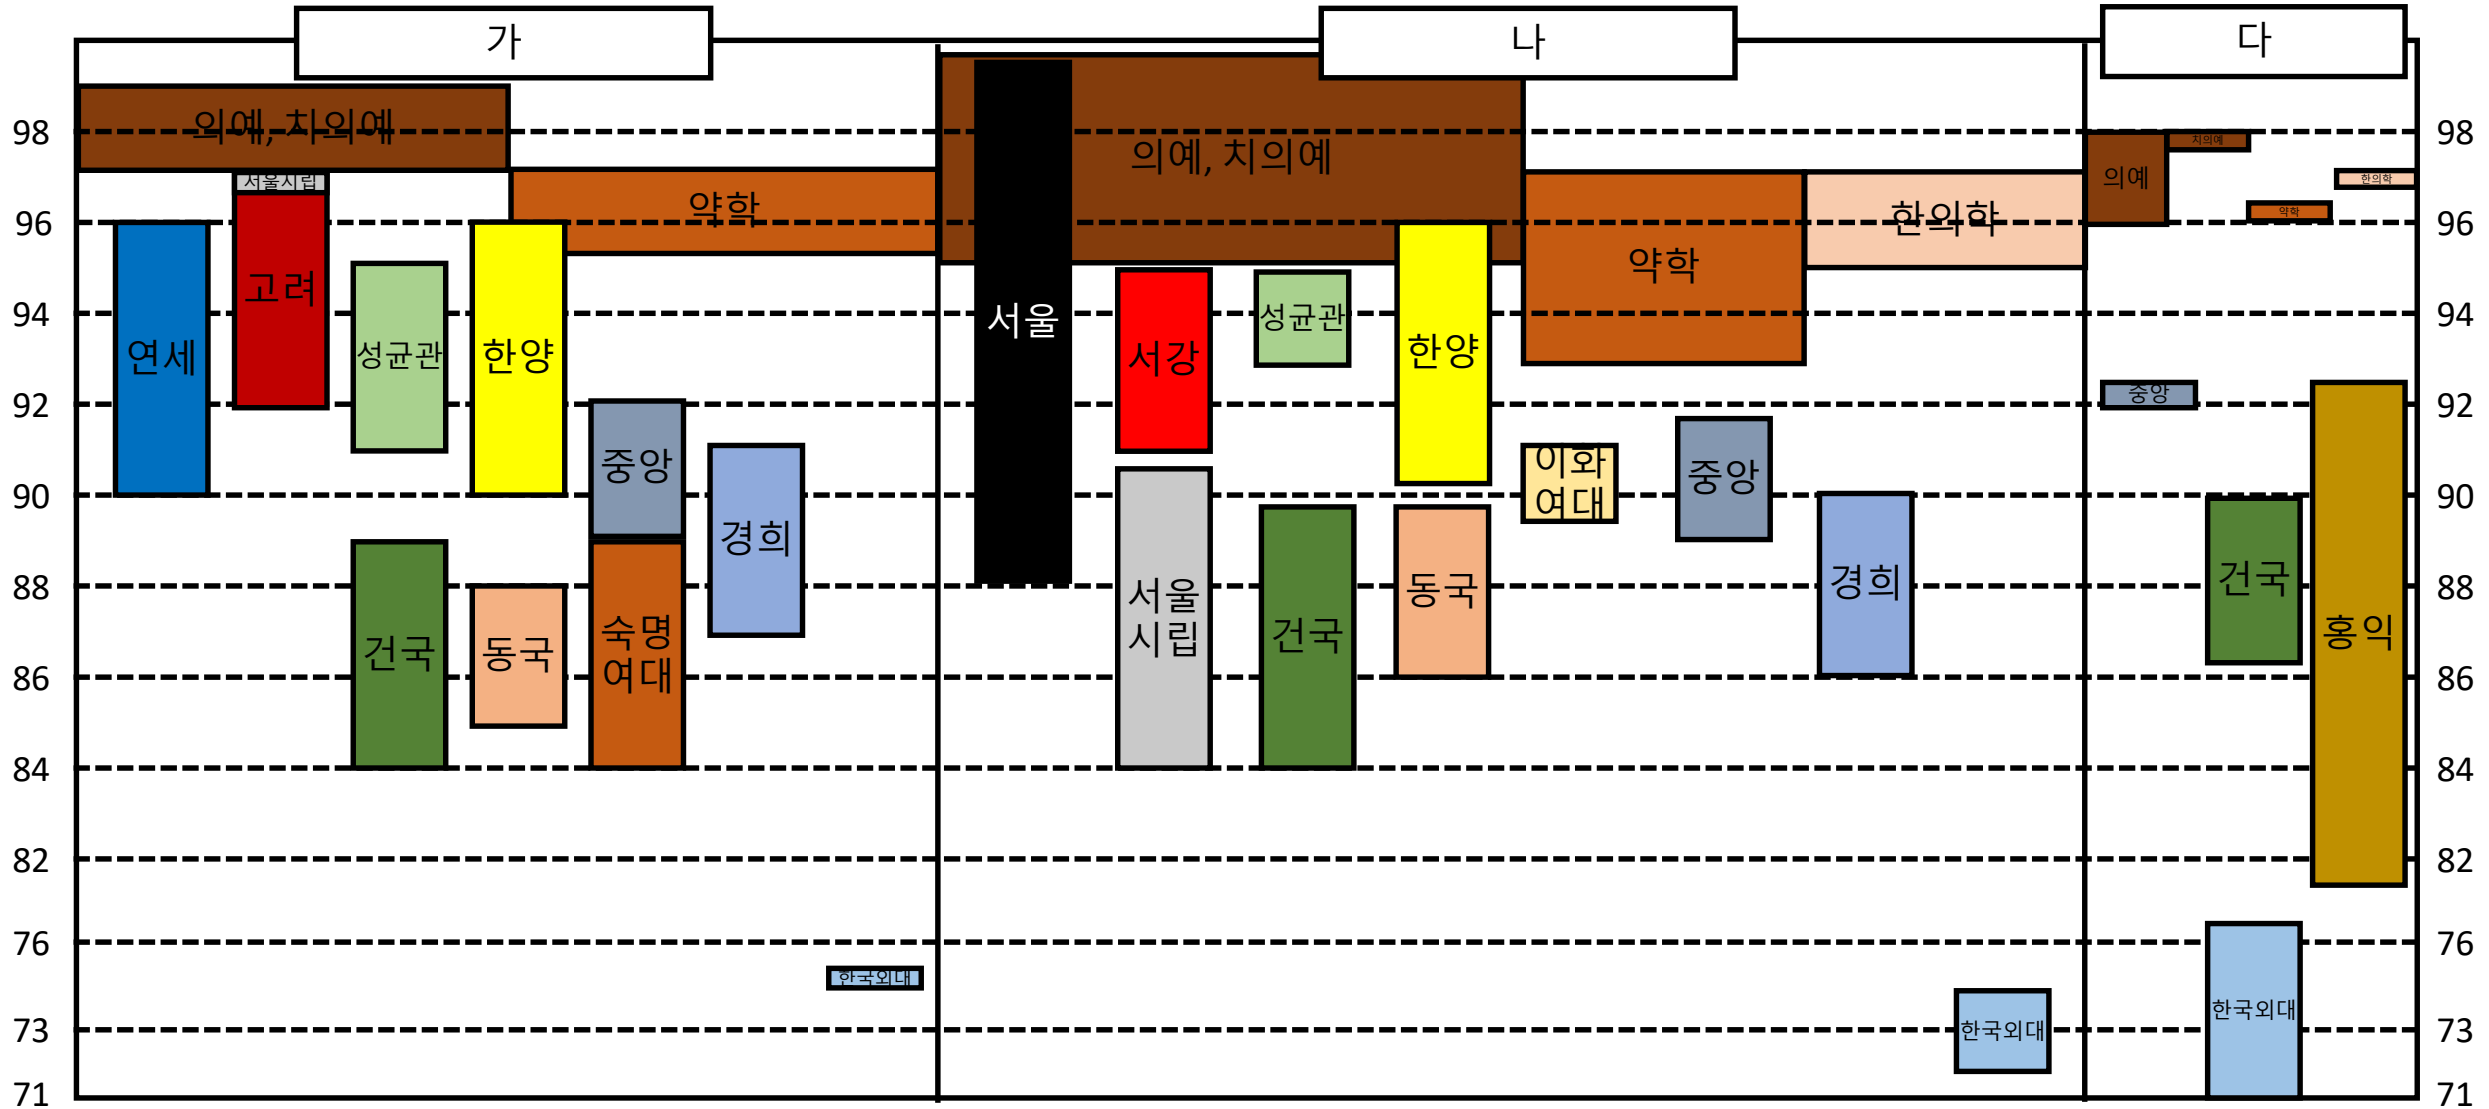 가
나
다
98
96
94
92
90
88
86
84
82
76
73
71
의예, 치의예
서울시립
약학
연세
고려
성균관
한양
중앙
경희
건국
동국
숙명
여대
한국외대
의예, 치의예
서울
약학
한의학
서강
성균관
한양
이화
여대
중앙
서울
시립
건국
동국
경희
한국외대
의예
치의예
한의학
약학
중앙
건국
홍익
한국외대
98
96
94
92
90
88
86
84
82
76
73
71